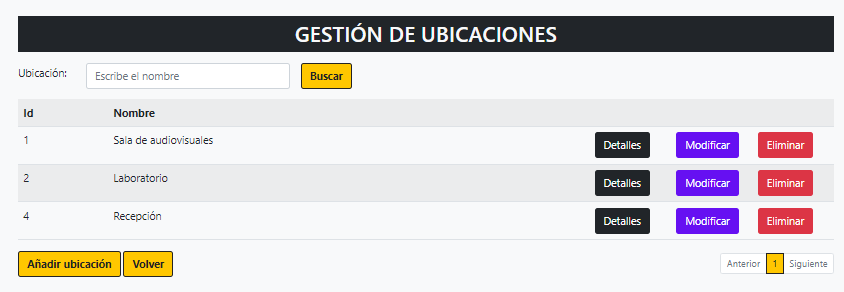 GESTIÓN DE UBICACIONES
Ubicación: Escribe el nombre Buscar
Id Nombre
1 Sala de audiovisuales Detalles Modificar Eliminar
2 Laboratorio Detalles Modificar Eliminar
4 Recepción Detalles Modificar Eliminar
Añadir ubicación Volver Anterior 1 Siguiente